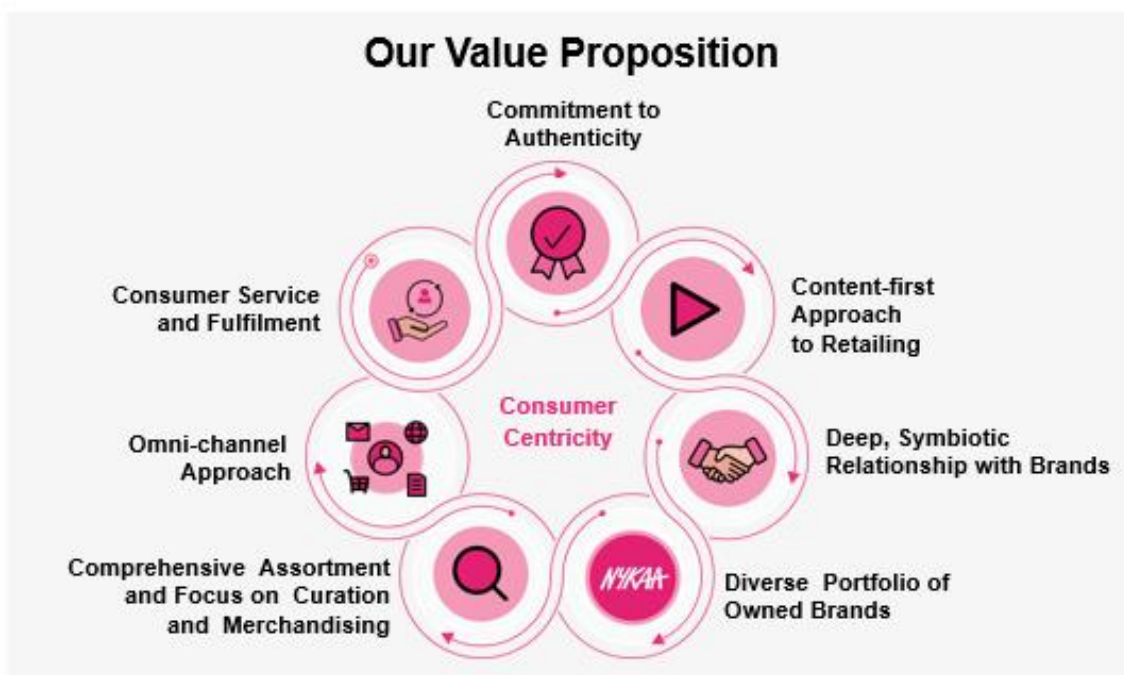 Our Value Proposition
Commitment to
Authenticity
Content-first
Approach
to Retailing
Deep, Symbiotic
Relationship with Brands
Diverse Portfolio of
Owned Brands
NYKAA
Comprehensive Assortment
and Focus on Curation
and Merchandising
Omni-channel
Approach
Consumer Service
and Fulfilment
Consumer
Centricity